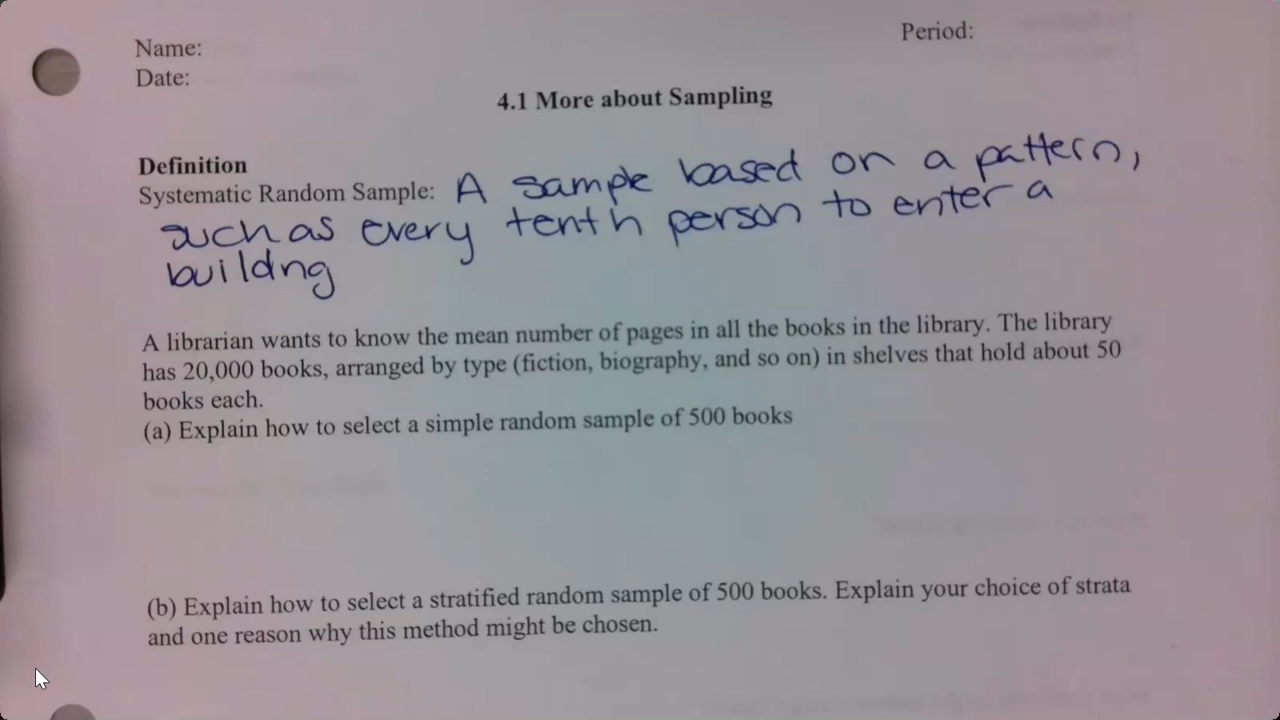 Name:
Period:
Date:
4.1 More about Sampling
Definition
Systematic Random Sample: A sample based on a pattern,
such as every tenth person to enter a
buildng
A librarian wants to know the mean number of pages in all the books in the library. The library
has 20,000 books, arranged by type (fiction, biography, and so on) in shelves that hold about 50
books each.
(a) Explain how to select a simple random sample of 500 books
(b) Explain how to select a stratified random sample of 500 books. Explain your choice of strata
and one reason why this method might be chosen.